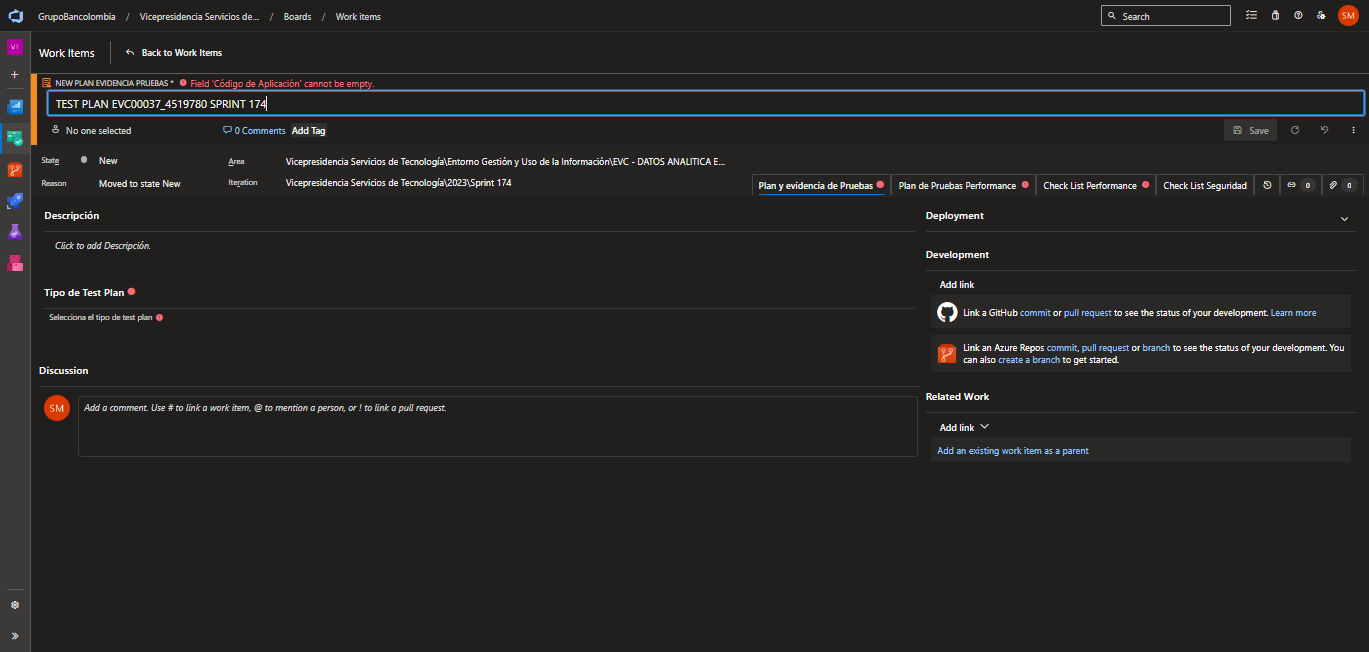 GrupoBancolombia / Vicepresidencia Servicios de... / Boards / Work items
Search
SM
VT
Work Items
Back to Work Items
NEW PLAN EVIDENCIA PRUEBAS * Field 'Código de Aplicación' cannot be empty.
TEST PLAN EVC00037_4519780 SPRINT 174
No one selected
0 Comments
Add Tag
Save
State
New
Area
Vicepresidencia Servicios de Tecnología\Entorno Gestión y Uso de la Información\EVC - DATOS ANALITICA E...
Reason
Moved to state New
Iteration
Vicepresidencia Servicios de Tecnología\2023\Sprint 174
Plan y evidencia de Pruebas
Plan de Pruebas Performance
Check List Performance
Check List Seguridad
0
0
Descripción
Click to add Descripción.
Tipo de Test Plan
Selecciona el tipo de test plan
Discussion
SM
Add a comment. Use # to link a work item, @ to mention a person, or ! to link a pull request.
Deployment
Development
Add link
Link a GitHub commit or pull request to see the status of your development. Learn more
Link an Azure Repos commit, pull request or branch to see the status of your development. You
can also create a branch to get started.
Related Work
Add link
Add an existing work item as a parent